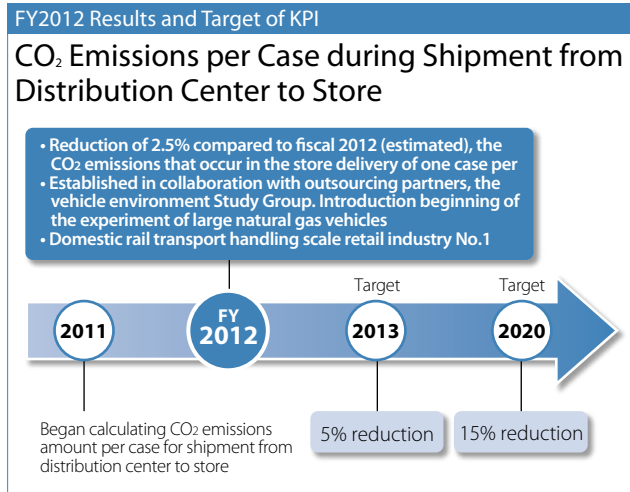 FY2012 Results and Target of KPI
CO₂ Emissions per Case during Shipment from
Distribution Center to Store
• Reduction of 2.5% compared to fiscal 2012 (estimated), the
CO₂ emissions that occur in the store delivery of one case per
• Established in collaboration with outsourcing partners, the
vehicle environment Study Group. Introduction beginning of
the experiment of large natural gas vehicles
• Domestic rail transport handling scale retail industry No.1
Target
Target
2011
FY
2012
2013
2020
Began calculating CO₂ emissions
amount per case for shipment from
distribution center to store
5% reduction
15% reduction